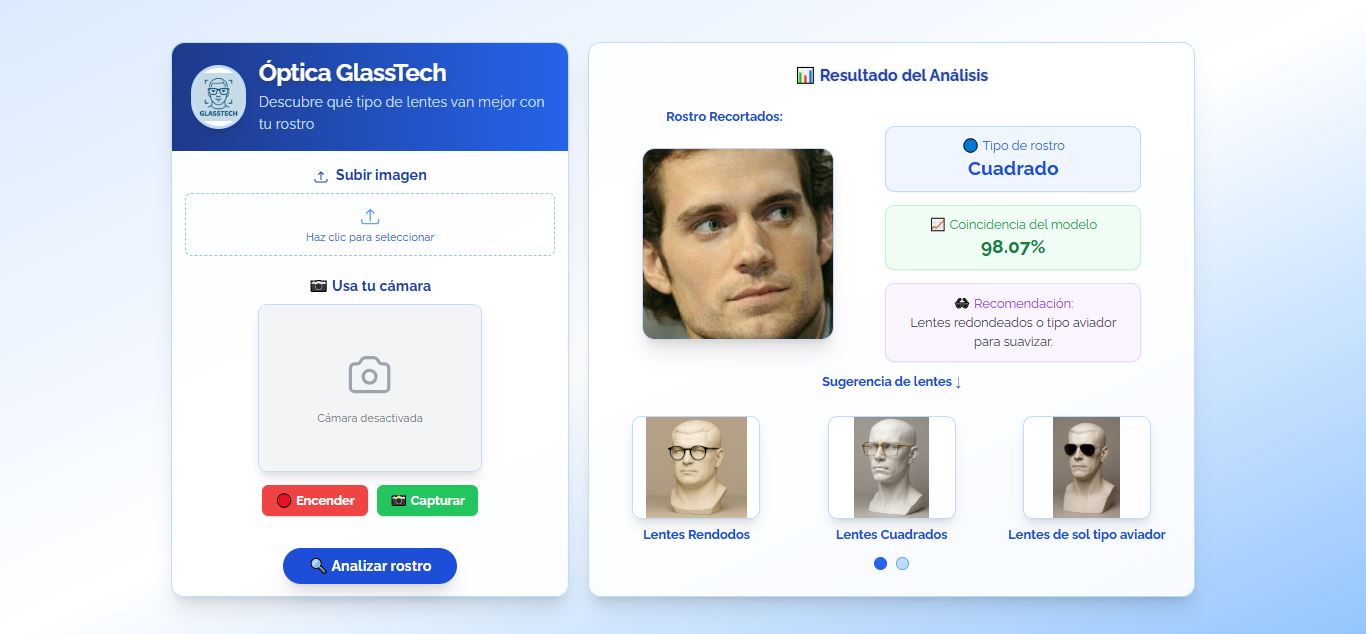 GLASSTECH
Óptica GlassTech
Descubre qué tipo de lentes van mejor con
tu rostro
Subir imagen
Haz clic para seleccionar
Usa tu cámara
Cámara desactivada
Encender
Capturar
Analizar rostro
Resultado del Análisis
Rostro Recortados:
Tipo de rostro
Cuadrado
Coincidencia del modelo
98.07%
Recomendación:
Lentes redondeados o tipo aviador
para suavizar.
Sugerencia de lentes ↓
Lentes Rendodos
Lentes Cuadrados
Lentes de sol tipo aviador